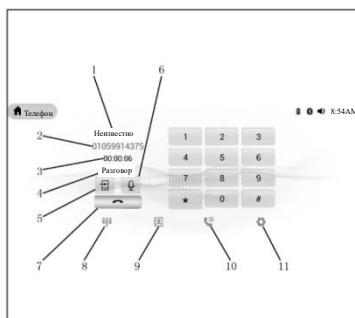 1 6
Телефон 8:54AM
Неизвестно
2 01059914375
3 00:00:06
4 Разговор
5
7
1 2 3
4 5 6
7 8 9
* 0 #
8 9 10 11